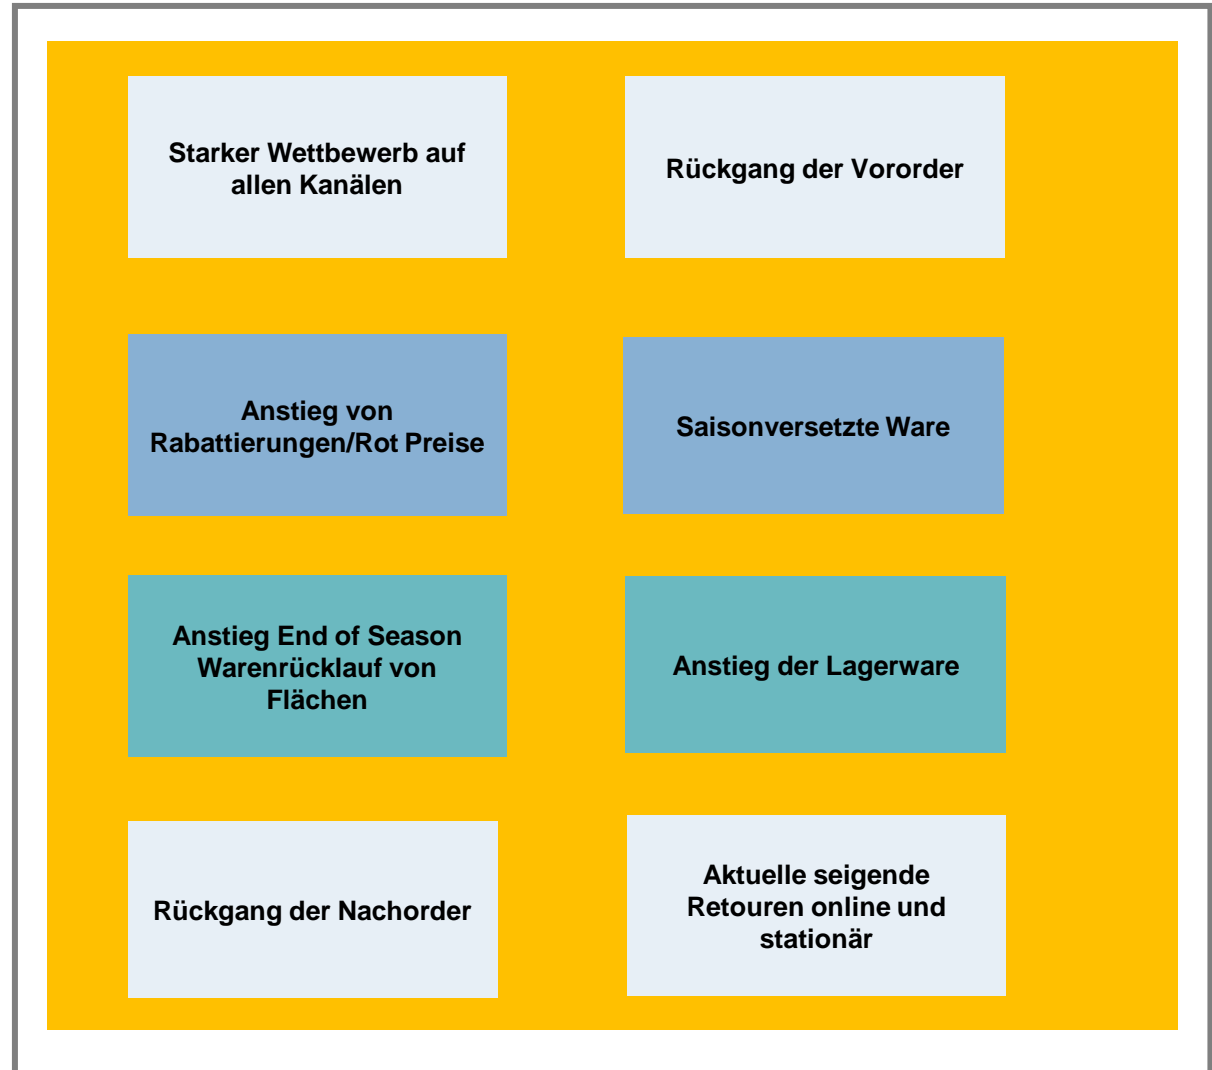 Starker Wettbewerb auf
allen Kanälen
Rückgang der Vororder
Anstieg von
Rabattierungen/Rot Preise
Saisonversetzte Ware
Anstieg End of Season
Warenrücklauf von
Flächen
Anstieg der Lagerware
Rückgang der Nachorder
Aktuelle seigende
Retouren online und
stationär